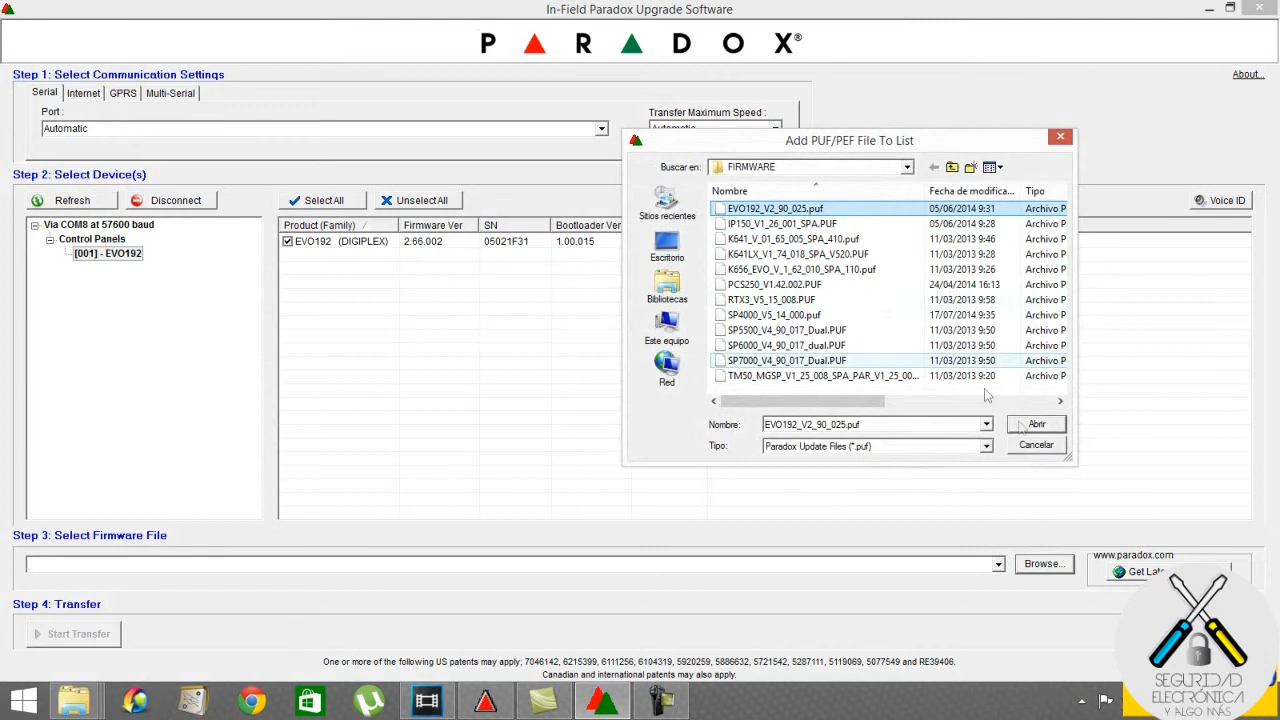 In-Field Paradox Upgrade Software
PARADOX®
Step 1: Select Communication Settings
About...
Serial Internet GPRS Multi-Serial
Port :
Transfer Maximum Speed :
Automatic
Automatic
Step 2: Select Device(s)
Refresh Disconnect Select All Unselect All Voice ID
Via COM8 at 57600 baud
Control Panels
[001] - EVO192
Product (Family) Firmware Ver SN Bootloader Ver
EVO192 (DIGIPLEX) 2.66.002 05021F31 1.00.015
Add PUF/PEF File To List
Buscar en: FIRMWARE
Sitios recientes
Escritorio
Bibliotecas
Este equipo
Red
Nombre Fecha de modifica... Tipo
EVO192_V2_90_025.puf 05/06/2014 9:31 Archivo P
IP150_V1_26_001_SPA.PUF 05/06/2014 9:28 Archivo P
K641_V_01_65_005_SPA_410.puf 11/03/2013 9:46 Archivo P
K641LX_V1_74_018_SPA_V520.PUF 11/03/2013 9:28 Archivo P
K656_EVO_V_1_62_010_SPA_110.puf 11/03/2013 9:26 Archivo P
PCS250_V1.42.002.PUF 24/04/2014 16:13 Archivo P
RTX3_V5_15_008.PUF 11/03/2013 9:58 Archivo P
SP4000_V5_14_000.puf 17/07/2014 9:35 Archivo P
SP5500_V4_90_017_Dual.PUF 11/03/2013 9:50 Archivo P
SP6000_V4_90_017_dual.PUF 11/03/2013 9:50 Archivo P
SP7000_V4_90_017_Dual.PUF 11/03/2013 9:50 Archivo P
TM50_MGSP_V1_25_008_SPA_PAR_V1_25_00... 11/03/2013 9:20 Archivo P
Nombre: EVO192_V2_90_025.puf Abrir
Tipo: Paradox Update Files (*.puf) Cancelar
Step 3: Select Firmware File
Browse...
www.paradox.com
Get Late
Step 4: Transfer
Start Transfer
One or more of the following US patents may apply; 7046142, 6215399, 6111256, 6104319, 5920259, 5886632, 5721542, 5287111, 5119069, 5077549 and RE39406.
Canadian and international patents may also apply.
SEGURIDAD
ELECTRÓNICA
Y ALGO MÁS